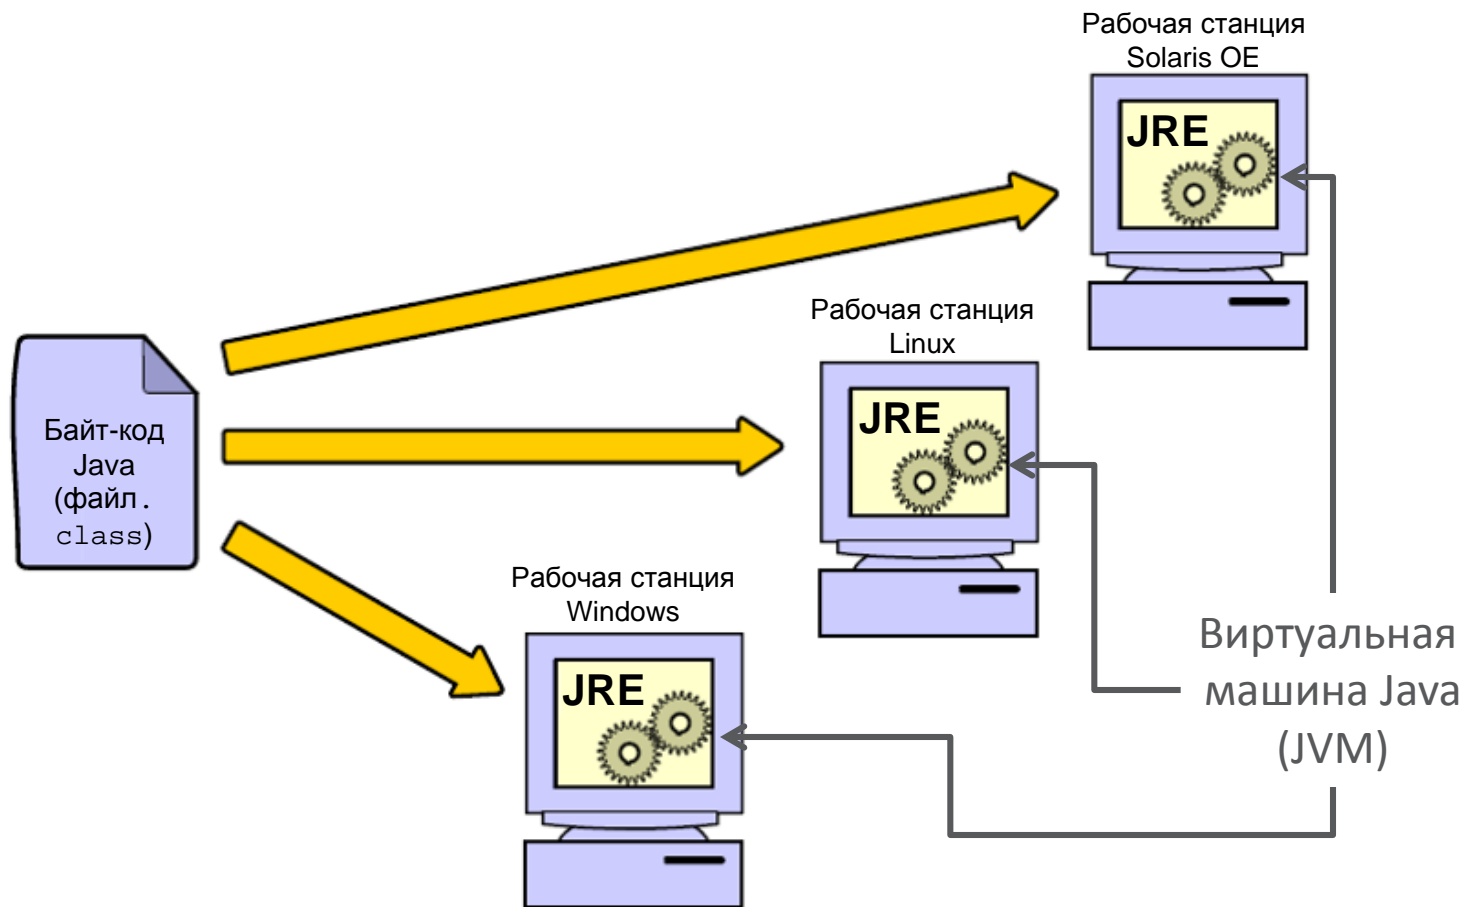 Рабочая станция
Solaris OE
JRE
Рабочая станция
Linux
JRE
Байт-код
Java
(файл.
class)
Рабочая станция
Windows
JRE
Виртуальная
машина Java
(JVM)